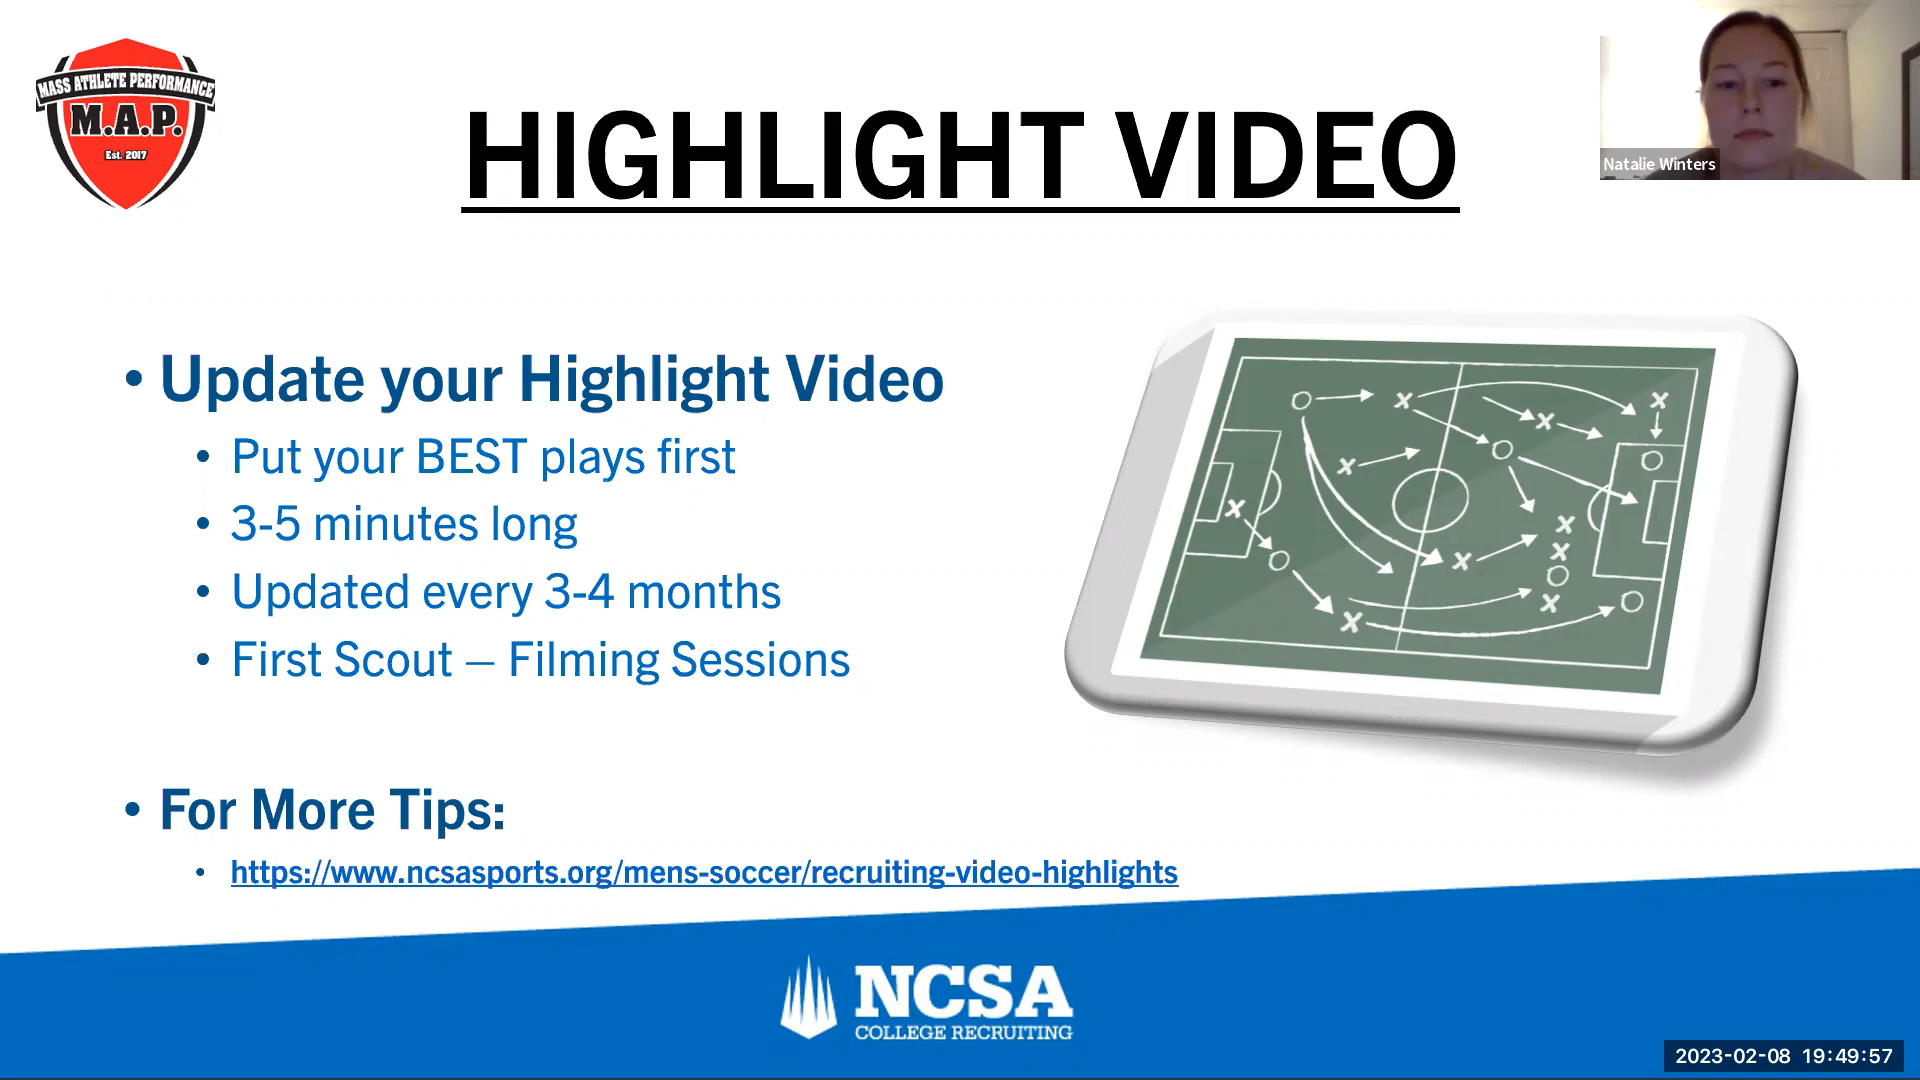 MASS ATHLETE PERFORMANCE
M.A.P.
Est. 2017
HIGHLIGHT VIDEO
Natalie Winters
• Update your Highlight Video
• Put your BEST plays first
• 3-5 minutes long
• Updated every 3-4 months
• First Scout – Filming Sessions
• For More Tips:
• https://www.ncsasports.org/mens-soccer/recruiting-video-highlights
NCSA
COLLEGE RECRUITING
2023-02-08 19:49:57